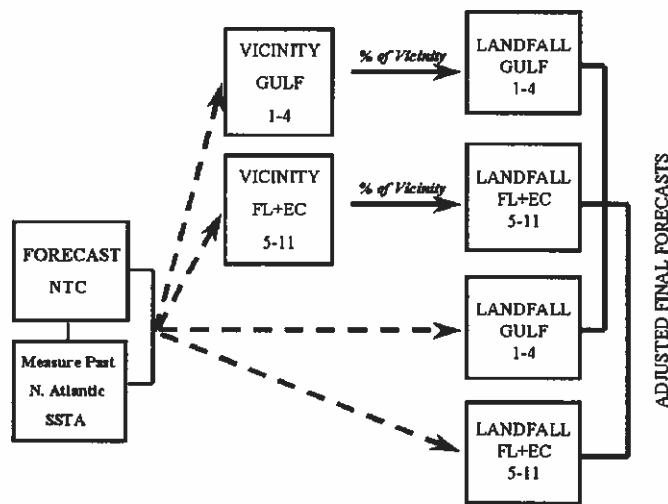 VICINITY
GULF
1-4
% of Vicinity
LANDFALL
GULF
1-4
VICINITY
FL+EC
5-11
% of Vicinity
LANDFALL
FL+EC
5-11
FORECAST
NTC
Measure Past
N. Atlantic
SSTA
LANDFALL
GULF
1-4
LANDFALL
FL+EC
5-11
ADJUSTED FINAL FORECASTS